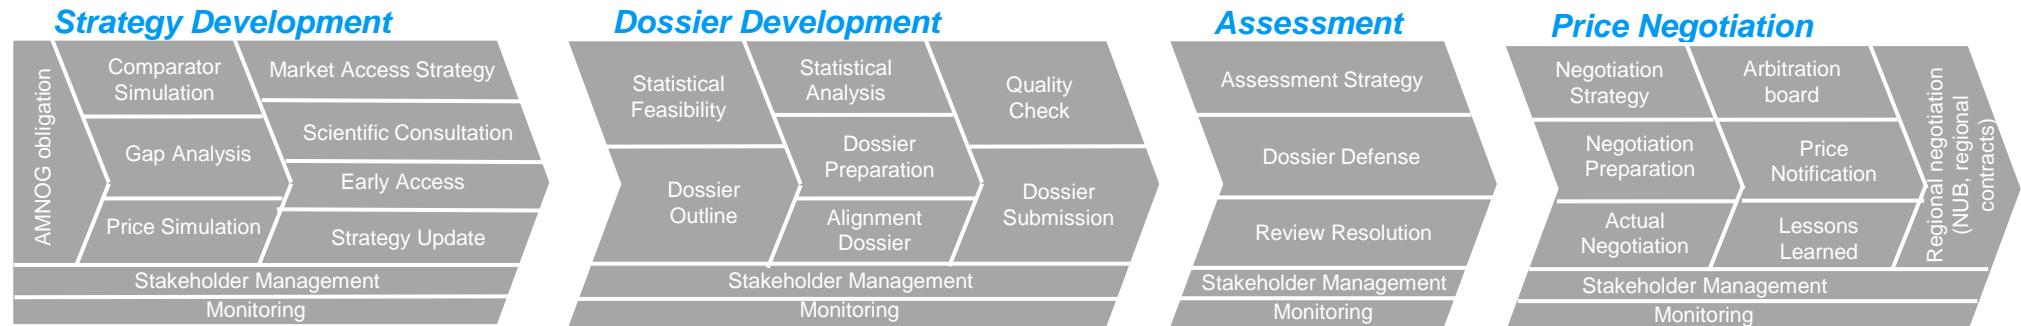 Strategy Development
AMNOG obligation
Comparator
Simulation
Gap Analysis
Price Simulation
Market Access Strategy
Scientific Consultation
Early Access
Strategy Update
Stakeholder Management
Monitoring
Dossier Development
Statistical
Feasibility
Dossier
Outline
Statistical
Analysis
Dossier
Preparation
Alignment
Dossier
Quality
Check
Dossier
Submission
Stakeholder Management
Monitoring
Assessment
Assessment Strategy
Dossier Defense
Review Resolution
Stakeholder Management
Monitoring
Price Negotiation
Negotiation
Strategy
Negotiation
Preparation
Actual
Negotiation
Arbitration
board
Price
Notification
Lessons
Learned
Regional negotiation
(NUB, regional
contracts)
Stakeholder Management
Monitoring